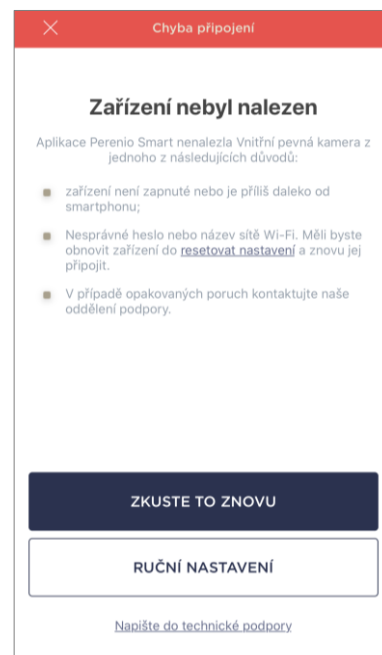 Chyba připojení
Zařízení nebyl nalezen
Aplikace Perenio Smart nenalezla Vnitřní pevná kamera z
jednoho z následujících důvodů:
zařízení není zapnuté nebo je příliš daleko od
smartphonu;
Nesprávné heslo nebo název sítě Wi-Fi. Měli byste
obnovit zařízení do resetovat nastavení a znovu jej
připojit.
V případě opakovaných poruch kontaktujte naše
oddělení podpory.
ZKUSTE TO ZNOVU
RUČNÍ NASTAVENÍ
Napište do technické podpory